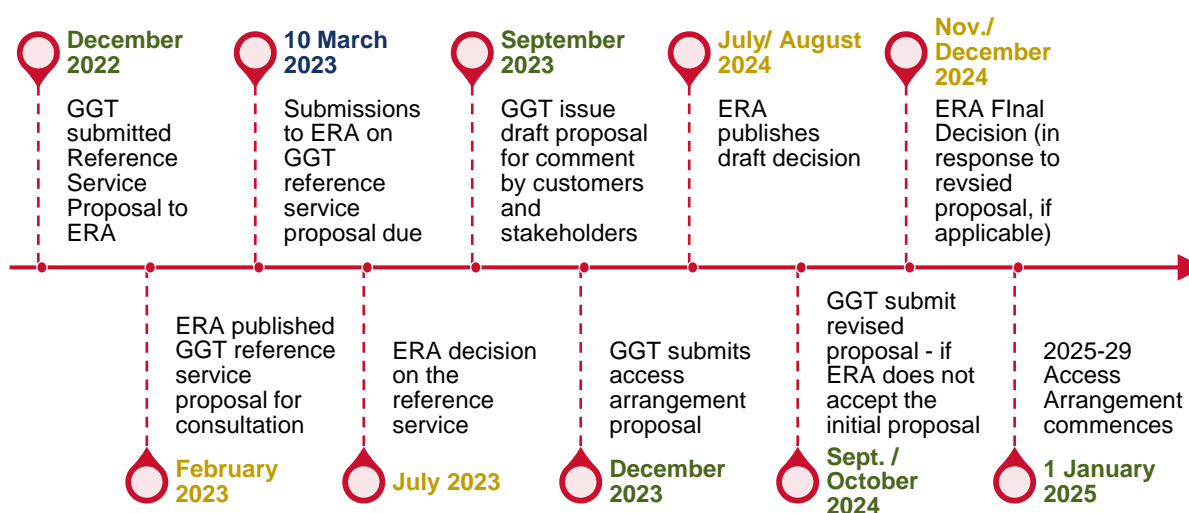 December
2022
GGT
submitted
Reference
Service
Proposal to
ERA
February
2023
ERA published
GGT reference
service
proposal for
consultation
10 March
2023
Submissions
to ERA on
GGT
reference
service
proposal due
July 2023
ERA decision
on the
reference
service
September
2023
GGT issue
draft proposal
for comment
by customers
and
stakeholders
December
2023
GGT submits
access
arrangement
proposal
July/ August
2024
ERA
publishes
draft decision
Sept. /
October
2024
GGT submit
revised
proposal - if
ERA does not
accept the
initial proposal
Nov./
December
2024
ERA FInal
Decision (in
response to
revsied
proposal, if
applicable)
1 January
2025
2025-29
Access
Arrangement
commences